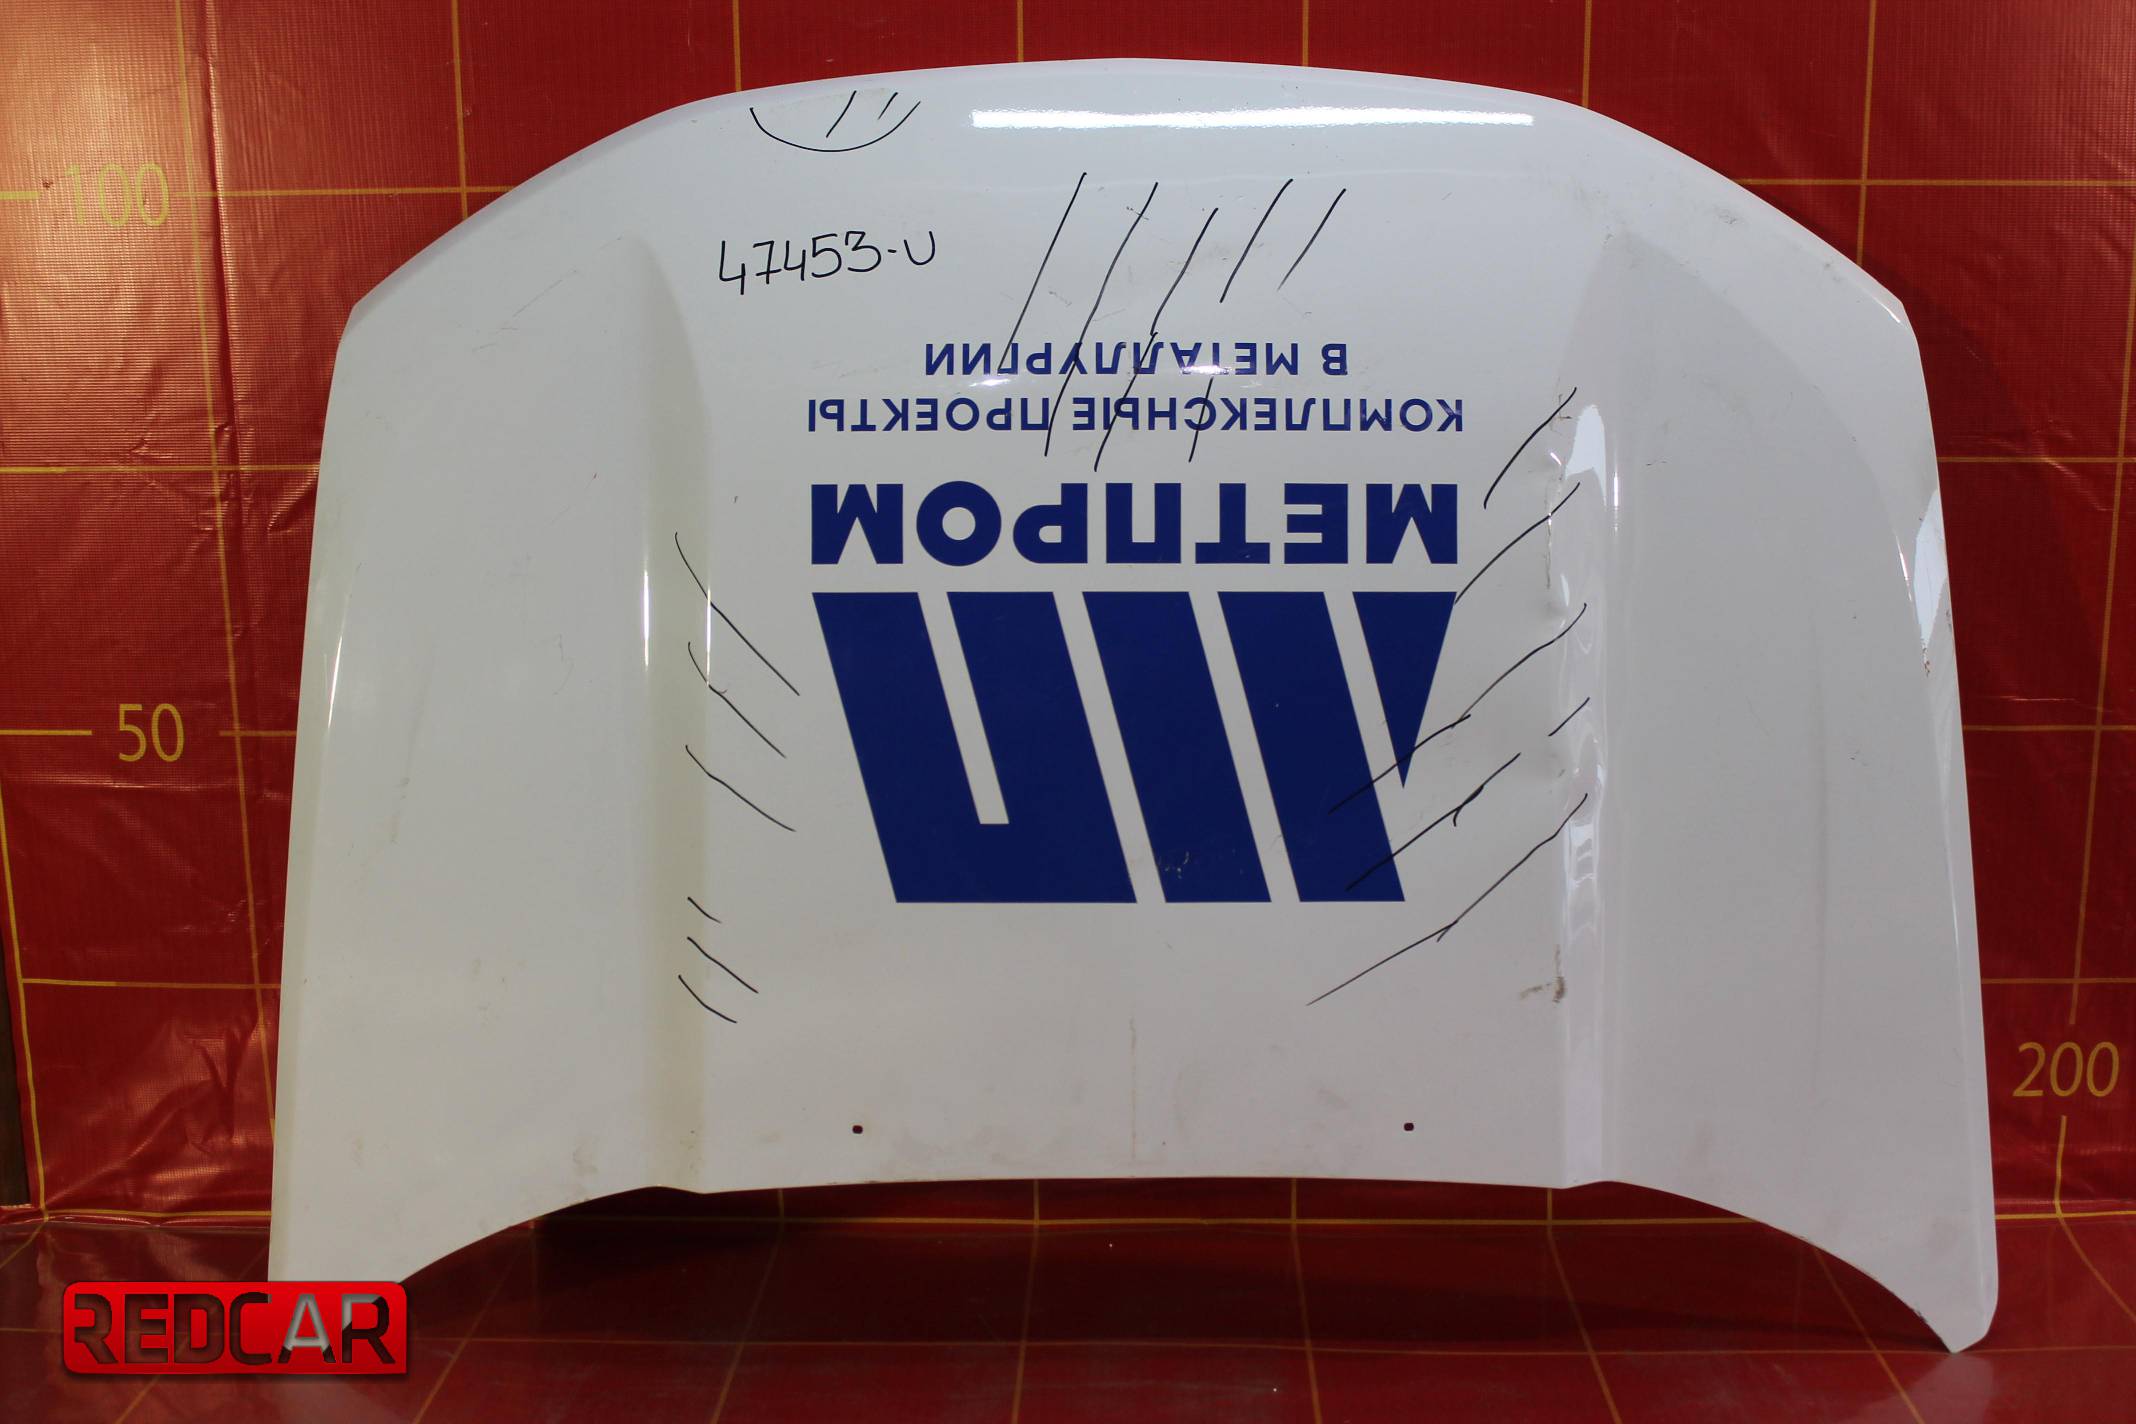 100
47453-U
МЕТПРОМ
КОМПЛЕКСНЫЕ ПРОЕКТЫ
В МЕТАЛЛУРГИИ
50
200
REDCAR